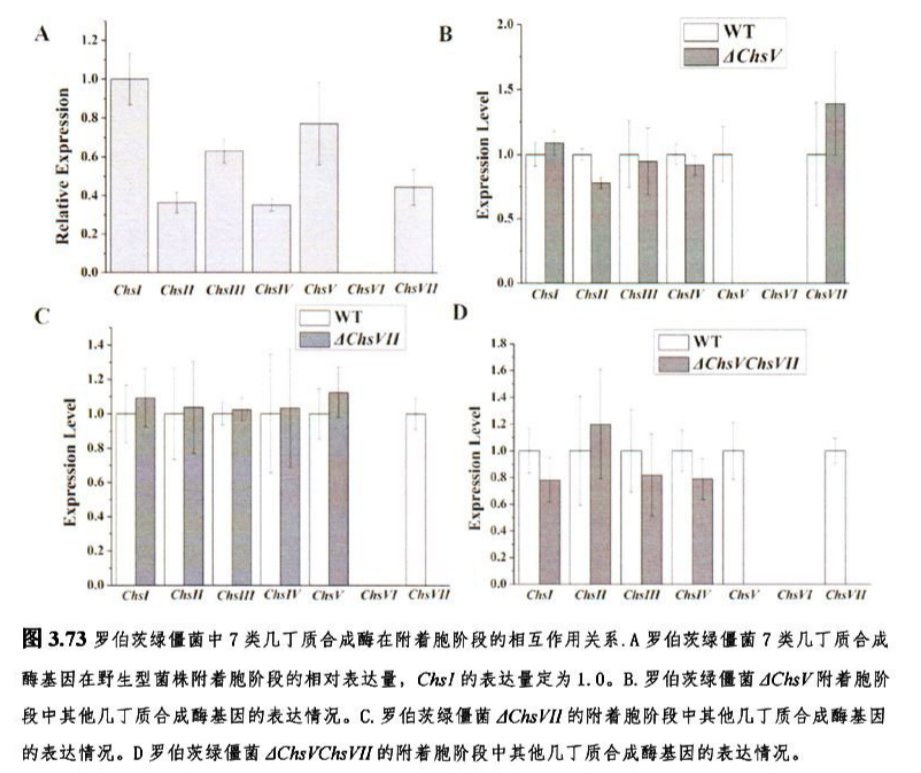 A
Relative Expression
1.2
1.0
0.8
0.6
0.4
0.2
0.0
ChsI ChsII ChsIII ChsIV ChsV ChsVI ChsVII
B
WT
ΔChsV
Expression Level
2.0
1.5
1.0
0.5
0.0
ChsI ChsII ChsIII ChsIV ChsV ChsVI ChsVII
C
WT
ΔChsVII
Expression Level
1.4
1.2
1.0
0.8
0.6
0.4
0.2
0.0
ChsI ChsII ChsIII ChsIV ChsV ChsVI ChsVII
D
WT
ΔChsVChsVII
Expression Level
1.8
1.6
1.4
1.2
1.0
0.8
0.6
0.4
0.2
0.0
ChsI ChsII ChsIII ChsIV ChsV ChsVI ChsVII
图 3.73 罗伯茨绿僵菌中 7 类几丁质合成酶在附着胞阶段的相互作用关系.A 罗伯茨绿僵菌 7 类几丁质合成
酶基因在野生型菌株附着胞阶段的相对表达量，ChsI 的表达量定为 1.0。B.罗伯茨绿僵菌 ΔChsV 附着胞阶
段中其他几丁质合成酶基因的表达情况。C.罗伯茨绿僵菌 ΔChsVII 的附着胞阶段中其他几丁质合成酶基因
的表达情况。D 罗伯茨绿僵菌 ΔChsVChsVII 的附着胞阶段中其他几丁质合成酶基因的表达情况。